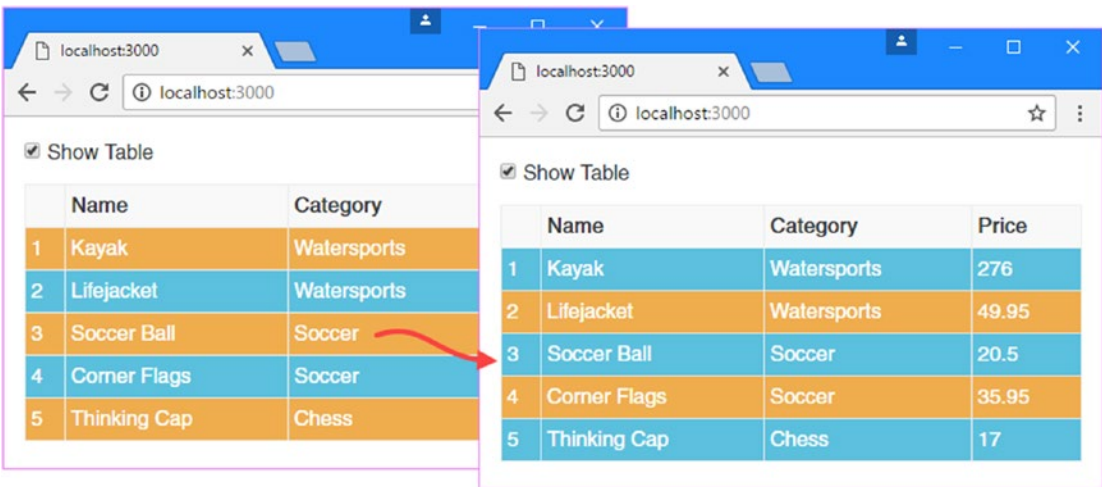 localhost:3000
localhost:3000
Show Table
Name Category
1 Kayak Watersports
2 Lifejacket Watersports
3 Soccer Ball Soccer
4 Corner Flags Soccer
5 Thinking Cap Chess
localhost:3000
localhost:3000
Show Table
Name Category Price
1 Kayak Watersports 276
2 Lifejacket Watersports 49.95
3 Soccer Ball Soccer 20.5
4 Corner Flags Soccer 35.95
5 Thinking Cap Chess 17